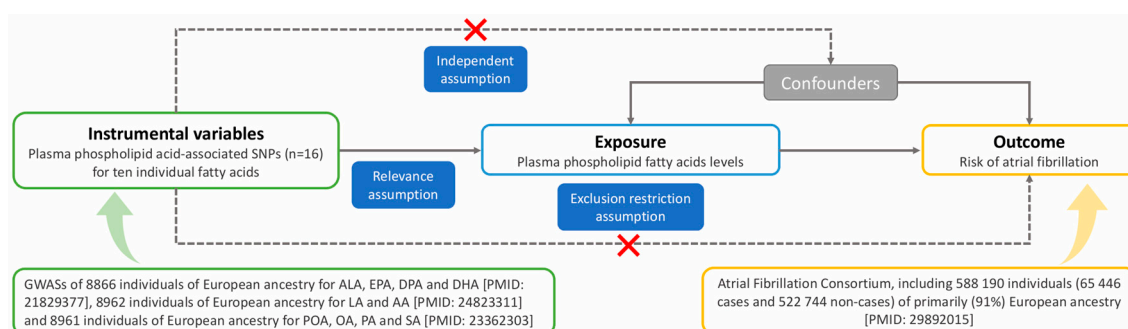 Independent
assumption
Confounders
Instrumental variables
Plasma phospholipid acid-associated SNPs (n=16)
for ten individual fatty acids
Exposure
Plasma phospholipid fatty acids levels
Outcome
Risk of atrial fibrillation
Relevance
assumption
Exclusion restriction
assumption
GWASs of 8866 individuals of European ancestry for ALA, EPA, DPA and DHA [PMID:
21829377], 8962 individuals of European ancestry for LA and AA [PMID: 24823311]
and 8961 individuals of European ancestry for POA, OA, PA and SA [PMID: 23362303]
Atrial Fibrillation Consortium, including 588 190 individuals (65 446
cases and 522 744 non-cases) of primarily (91%) European ancestry
[PMID: 29892015]